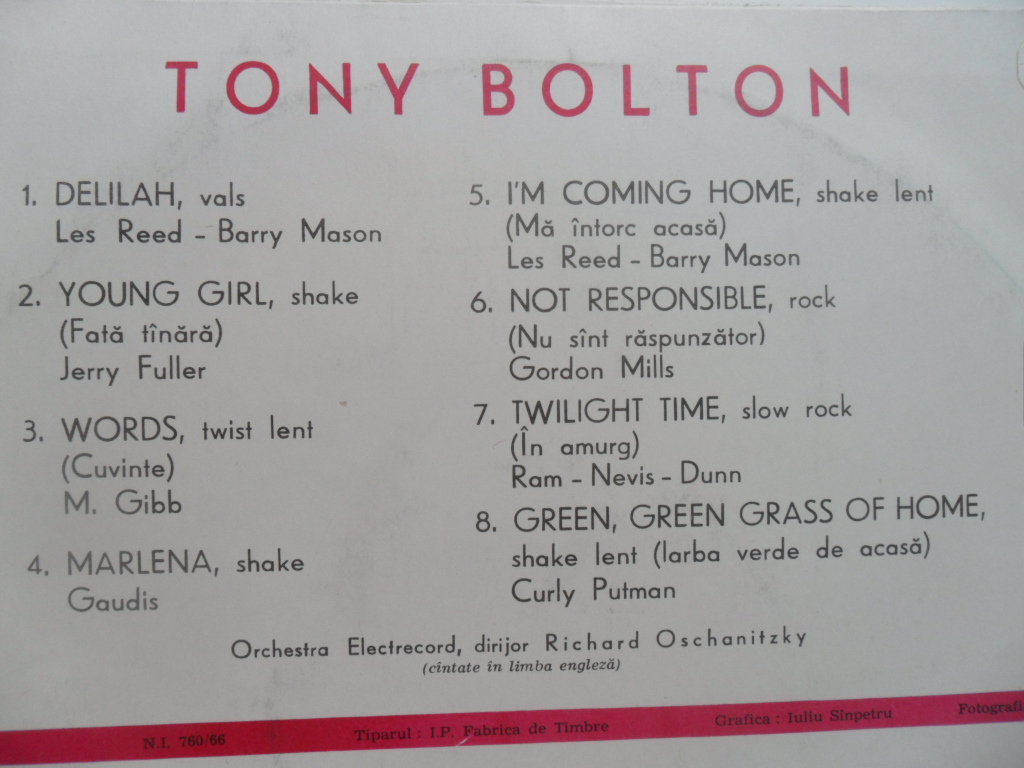 TONY BOLTON
1. DELILAH, vals
Les Reed - Barry Mason
2. YOUNG GIRL, shake
(Fată tînără)
Jerry Fuller
3. WORDS, twist lent
(Cuvinte)
M. Gibb
4. MARLENA, shake
Gaudis
5. I'M COMING HOME, shake lent
(Mă întorc acasă)
Les Reed - Barry Mason
6. NOT RESPONSIBLE, rock
(Nu sînt răspunzător)
Gordon Mills
7. TWILIGHT TIME, slow rock
(În amurg)
Ram - Nevis - Dunn
8. GREEN, GREEN GRASS OF HOME,
shake lent (Iarba verde de acasă)
Curly Putman
Orchestra Electrecord, dirijor Richard Oschanitzky
(cîntate în limba engleză)
N.I. 760/66 Tiparul : I.P. Fabrica de Timbre Grafica : Iuliu Sînpetru Fotografi